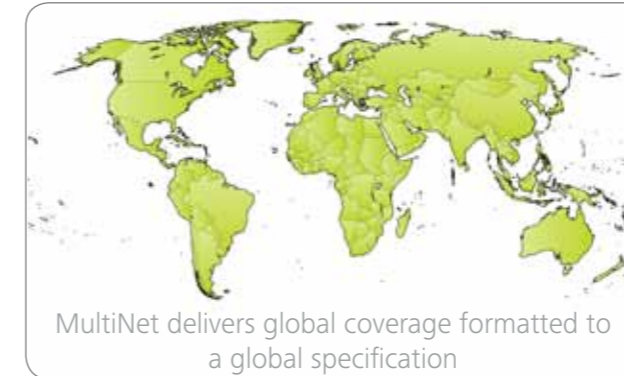 MultiNet delivers global coverage formatted to
a global specification